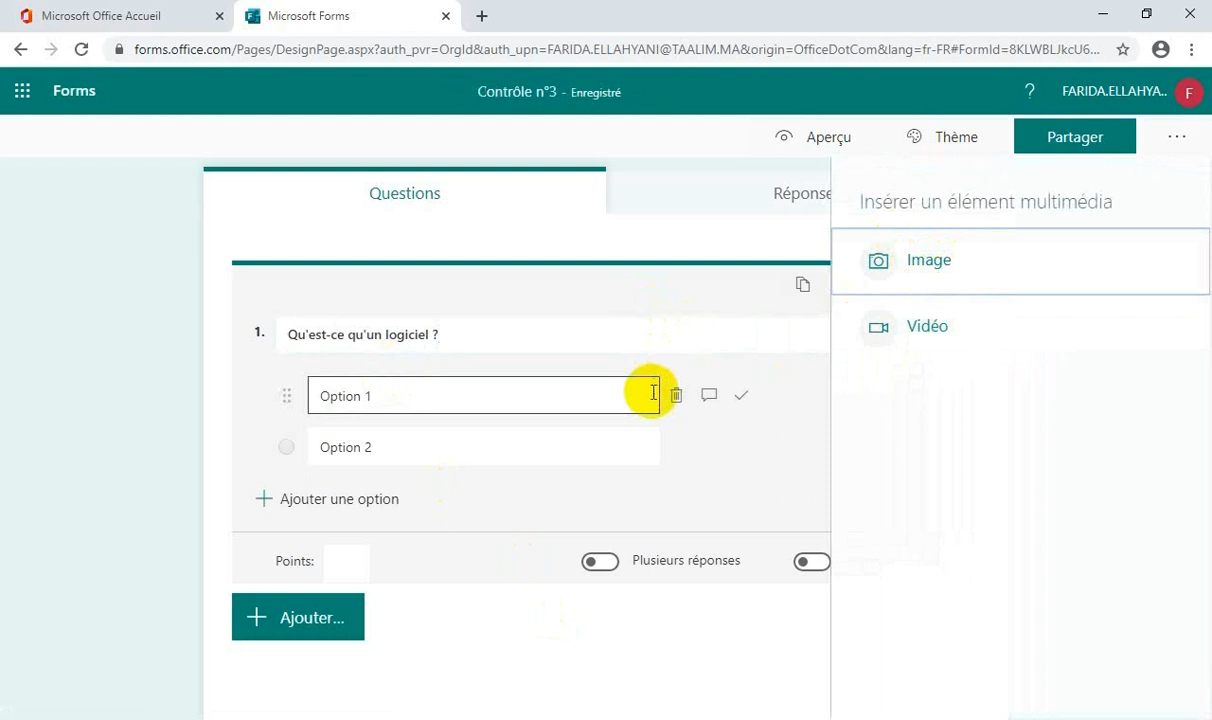 Microsoft Office Accueil
Microsoft Forms
forms.office.com/Pages/DesignPage.aspx?auth_pvr=OrgId&auth_upn=FARIDA.ELLAHYANI@TAALIM.MA&origin=OfficeDotCom&lang=fr-FR#FormId=8KLWBLJkcU6...
Forms
Contrôle n°3 - Enregistré
? FARIDA.ELLAHYA.. F
Aperçu
Thème
Partager
...
Questions
Réponse
Insérer un élément multimédia
Image
Vidéo
1. Qu'est-ce qu'un logiciel ?
Option 1
Option 2
Ajouter une option
Points:
Plusieurs réponses
Ajouter...